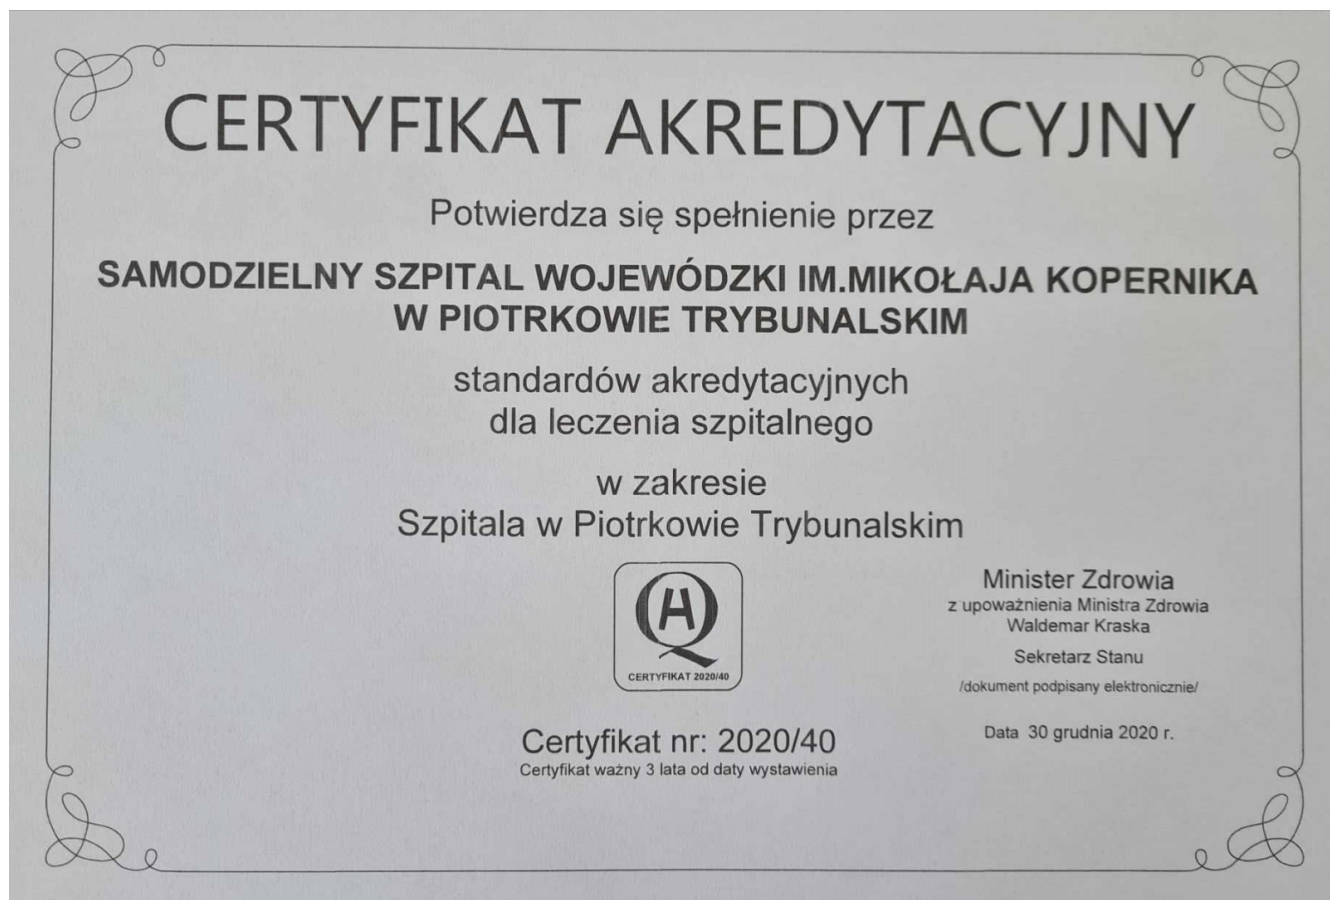 CERTYFIKAT AKREDYTACYJNY
Potwierdza się spełnienie przez
SAMODZIELNY SZPITAL WOJEWÓDZKI IM.MIKOŁAJA KOPERNIKA
W PIOTRKOWIE TRYBUNALSKIM
standardów akredytacyjnych
dla leczenia szpitalnego
w zakresie
Szpitala w Piotrkowie Trybunalskim
HQ
CERTYFIKAT 2020/40
Certyfikat nr: 2020/40
Certyfikat ważny 3 lata od daty wystawienia
Minister Zdrowia
z upoważnienia Ministra Zdrowia
Waldemar Kraska
Sekretarz Stanu
/dokument podpisany elektronicznie/
Data 30 grudnia 2020 r.